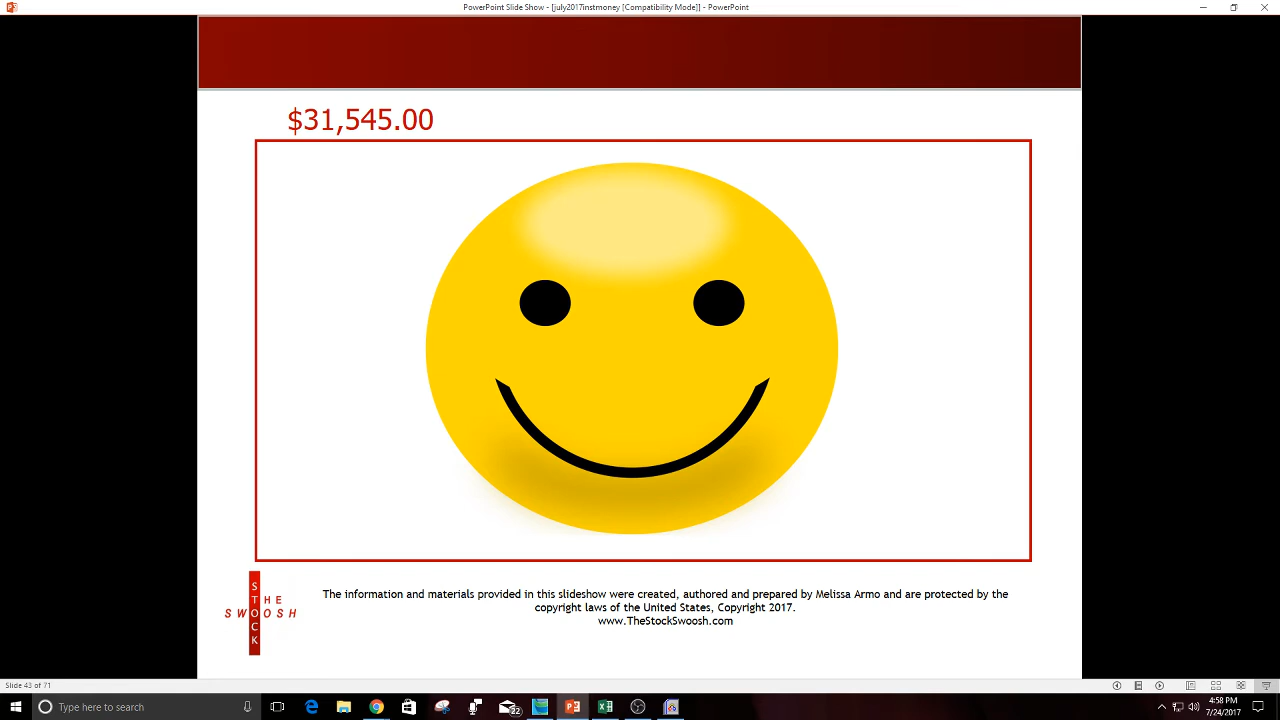 PowerPoint Slide Show - [july2017instmoney [Compatibility Mode]] - PowerPoint
$31,545.00
THE
STOCK
SWOOSH
The information and materials provided in this slideshow were created, authored and prepared by Melissa Armo and are protected by the
copyright laws of the United States, Copyright 2017.
www.TheStockSwoosh.com
Slide 43 of 71
Type here to search
22
4:58 PM
7/24/2017